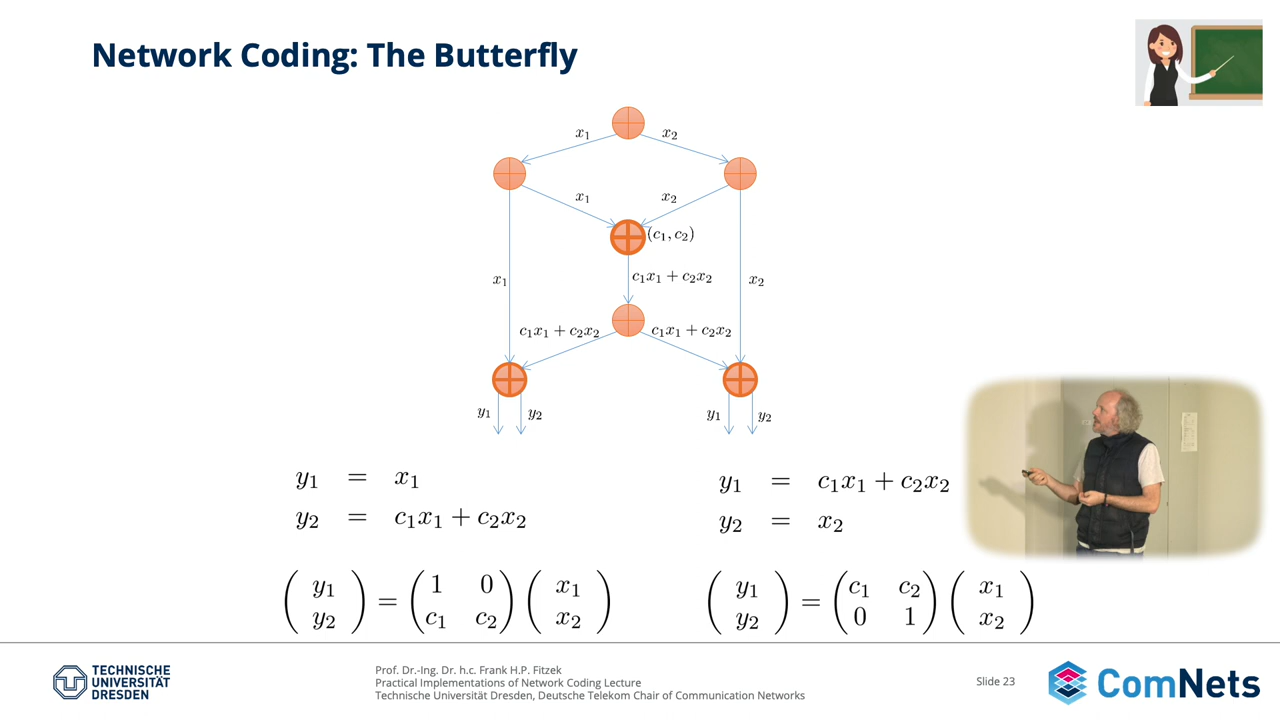 Network Coding: The Butterfly
x₁ x₂
x₁ x₂
(c₁, c₂)
x₁ c₁x₁ + c₂x₂ x₂
c₁x₁ + c₂x₂ c₁x₁ + c₂x₂
y₁ y₂ y₁ y₂
y₁ = x₁
y₂ = c₁x₁ + c₂x₂
y₁ = c₁x₁ + c₂x₂
y₂ = x₂
( y₁ ) = ( 1 0 ) ( x₁ )
( y₂ ) = ( c₁ c₂ ) ( x₂ )
( y₁ ) = ( c₁ c₂ ) ( x₁ )
( y₂ ) = ( 0 1 ) ( x₂ )
TECHNISCHE
UNIVERSITÄT
DRESDEN
Prof. Dr.-Ing. Dr. h.c. Frank H.P. Fitzek
Practical Implementations of Network Coding Lecture
Technische Universität Dresden, Deutsche Telekom Chair of Communication Networks
Slide 23
ComNets